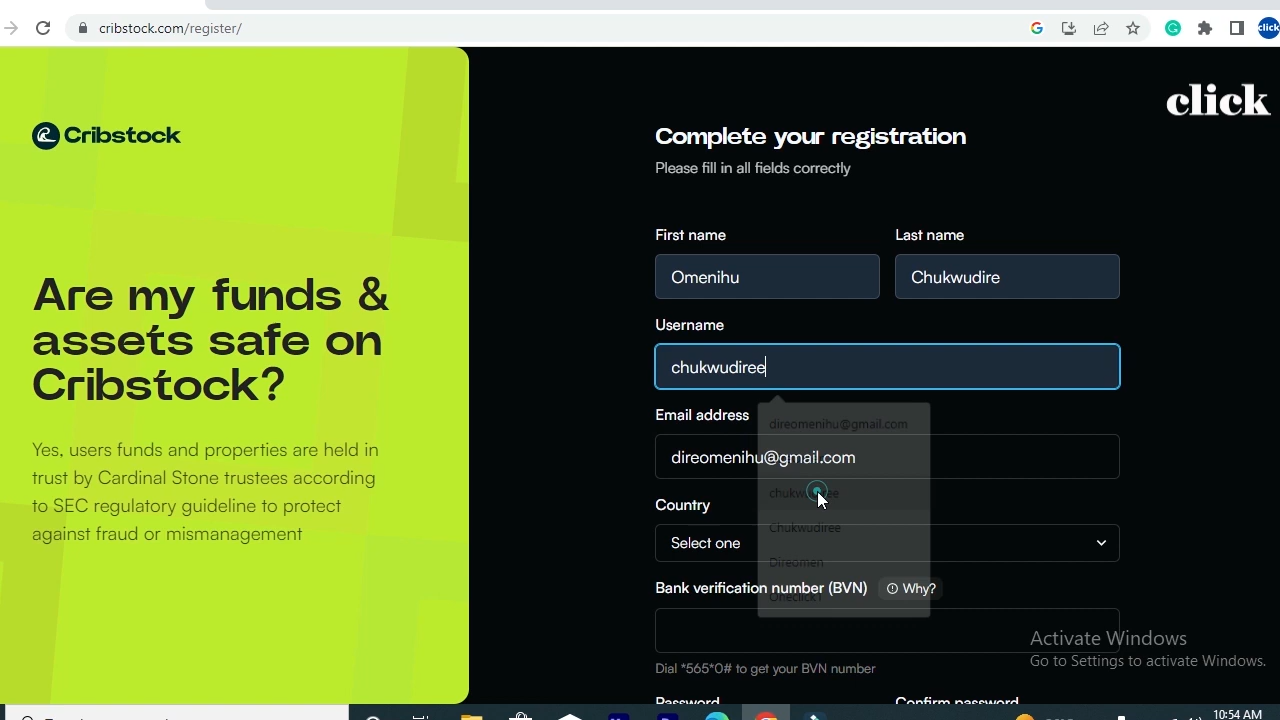 cribstock.com/register/
click
click
Cribstock
Complete your registration
Please fill in all fields correctly
First name
Last name
Omenihu
Chukwudire
Username
chukwudiree
Are my funds &
assets safe on
Cribstock?
Email address
direomenihu@gmail.com
direomenihu@gmail.com
Yes, users funds and properties are held in
trust by Cardinal Stone trustees according
to SEC regulatory guideline to protect
against fraud or mismanagement
Country
Chukwudiree
Select one
Direomen
Bank verification number (BVN)
Why?
Dial *565*0# to get your BVN number
Activate Windows
Go to Settings to activate Windows.
Password
Confirm password
10:54 AM